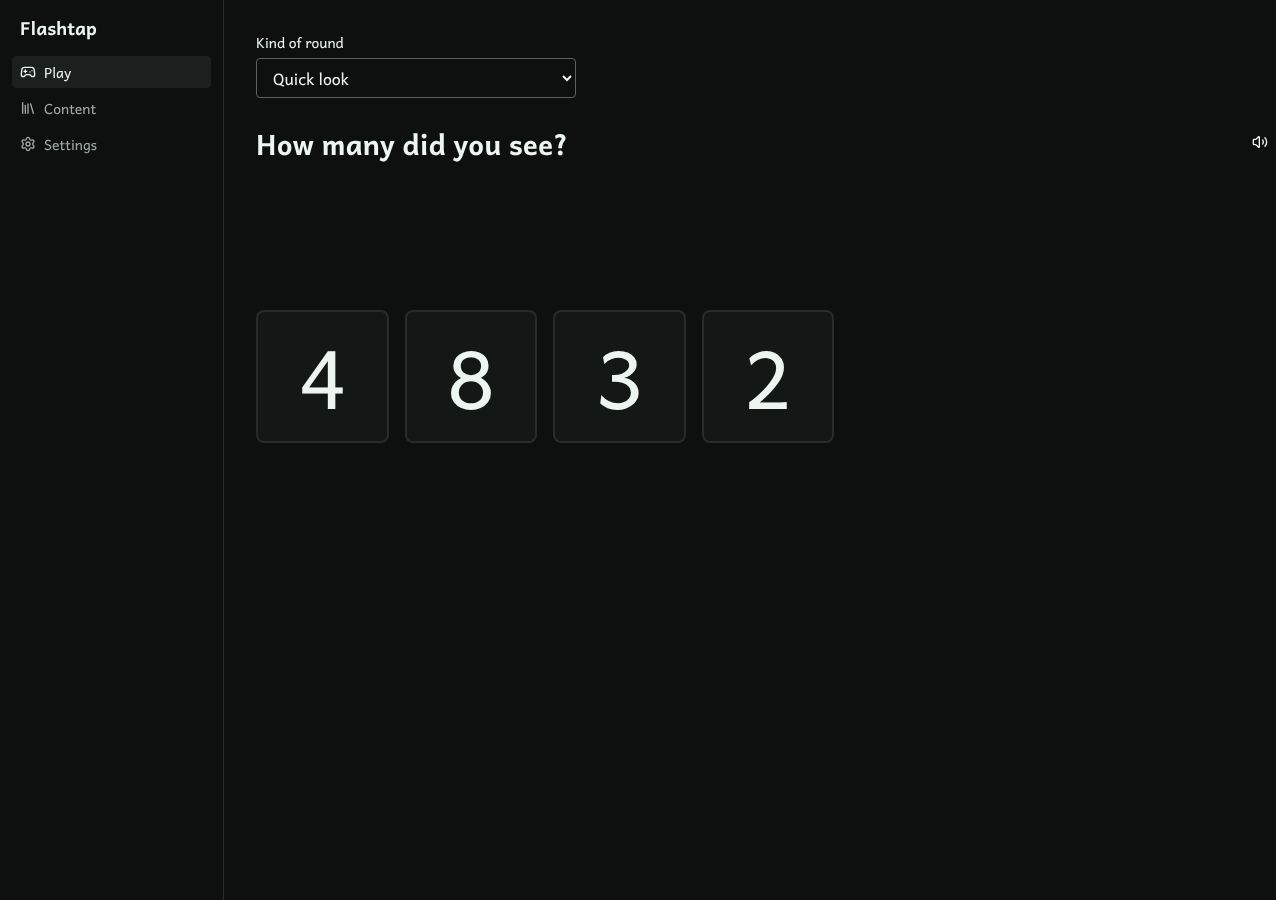 Flashtap
Play
Content
Settings
Kind of round
Quick look
How many did you see?
4 8 3 2